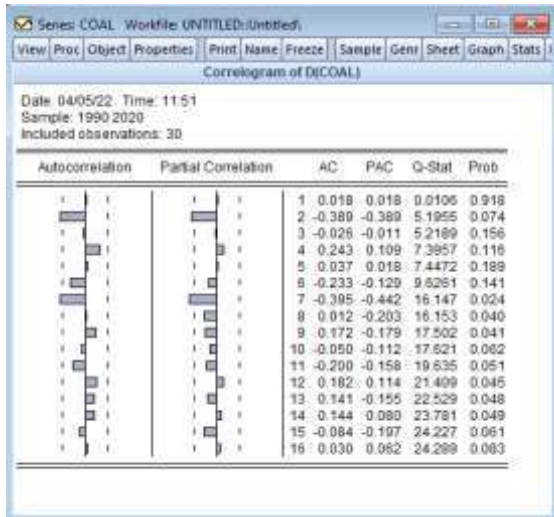 Series: COAL Workfile: UNTITLED::Untitled\
View Proc Object Properties Print Name Freeze Sample Genr Sheet Graph Stats
Correlogram of D(COAL)
Date: 04/05/22 Time: 11:51
Sample: 1990 2020
Included observations: 30
Autocorrelation Partial Correlation AC PAC Q-Stat Prob
1 0.018 0.018 0.0106 0.918
2 -0.389 -0.389 5.1955 0.074
3 -0.026 -0.011 5.2189 0.156
4 0.243 0.109 7.3957 0.116
5 0.037 0.018 7.4472 0.189
6 -0.233 -0.129 9.6261 0.141
7 -0.395 -0.442 16.147 0.024
8 0.012 -0.203 16.153 0.040
9 0.172 -0.179 17.502 0.041
10 -0.050 -0.112 17.621 0.062
11 -0.200 -0.158 19.635 0.051
12 0.182 0.114 21.409 0.045
13 0.141 -0.155 22.529 0.048
14 0.144 0.080 23.781 0.049
15 -0.084 -0.197 24.227 0.061
16 0.030 0.062 24.289 0.083